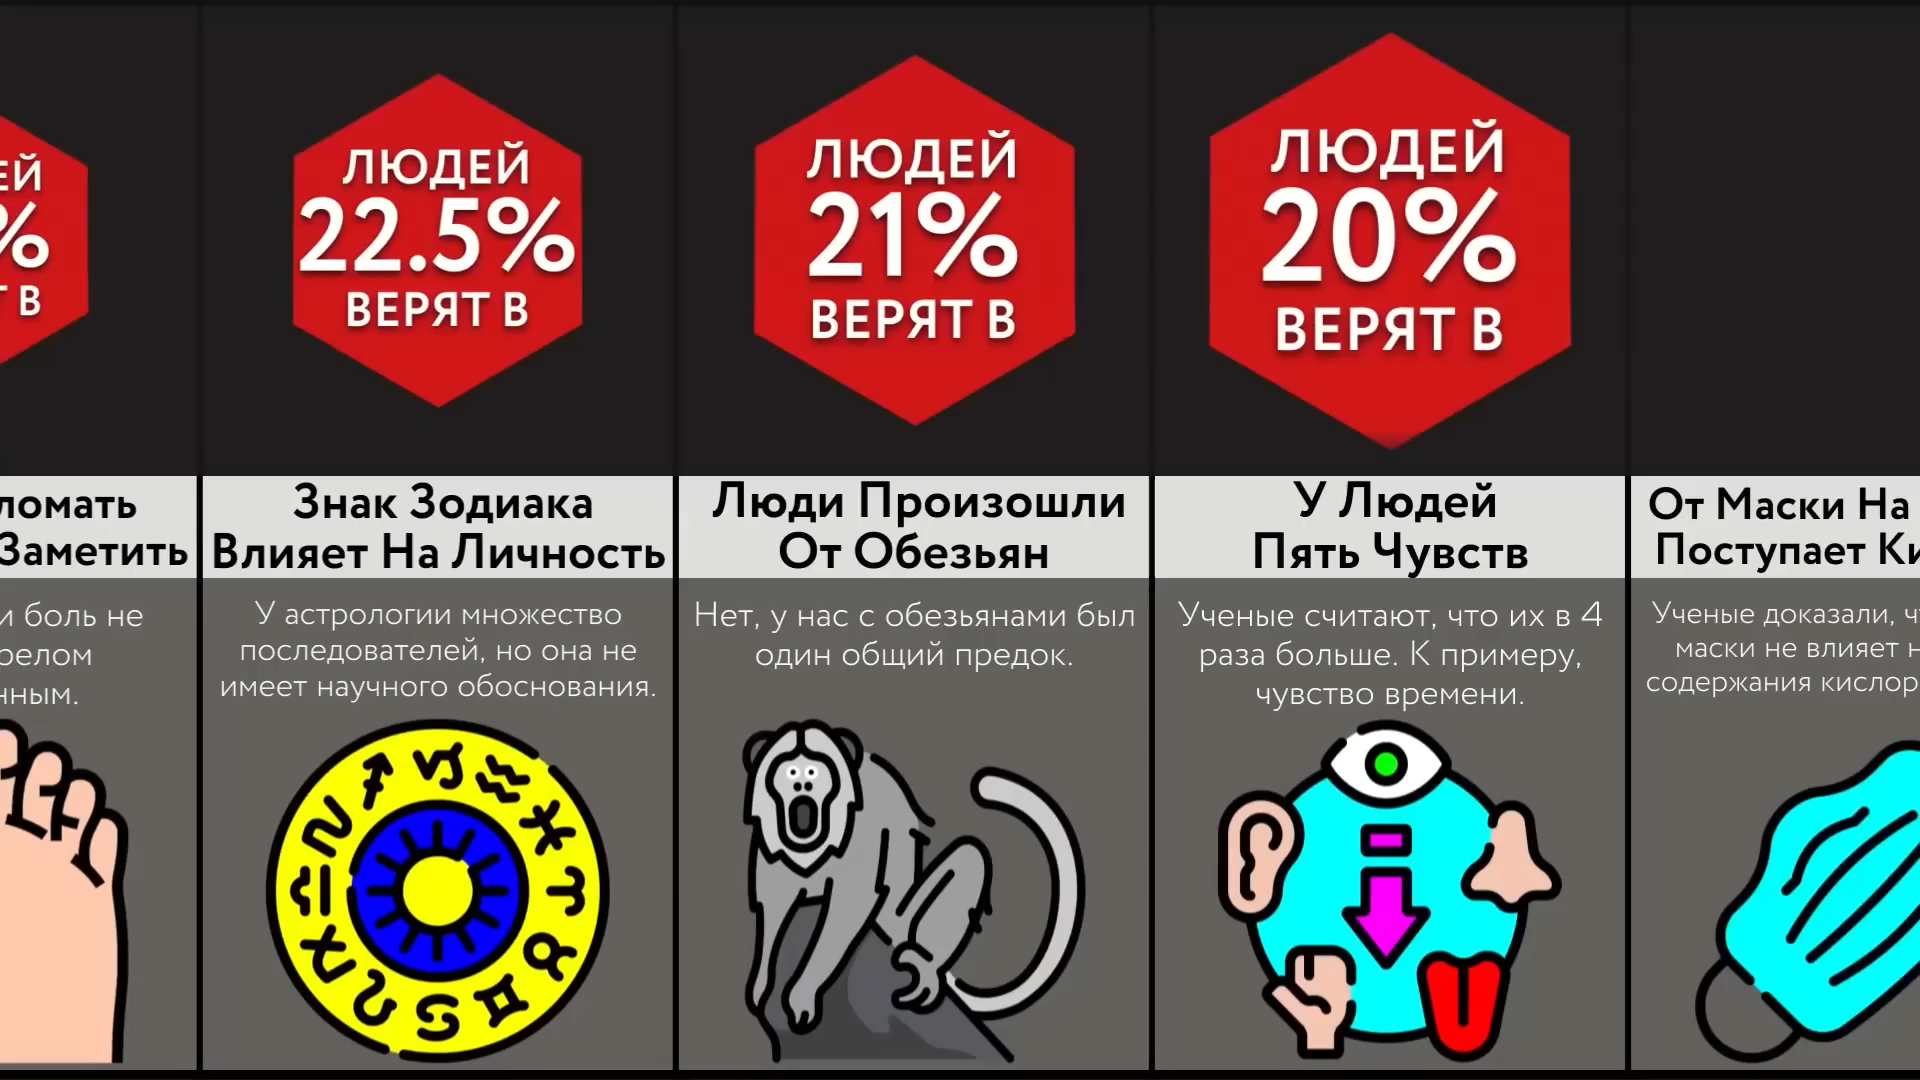 ЕЙ
%
Т В
ломать
Заметить
и боль не
релом
нным.
ЛЮДЕЙ
22.5%
ВЕРЯТ В
Знак Зодиака
Влияет На Личность
У астрологии множество
последователей, но она не
имеет научного обоснования.
ЛЮДЕЙ
21%
ВЕРЯТ В
Люди Произошли
От Обезьян
Нет, у нас с обезьянами был
один общий предок.
ЛЮДЕЙ
20%
ВЕРЯТ В
У Людей
Пять Чувств
Ученые считают, что их в 4
раза больше. К примеру,
чувство времени.
От Маски На
Поступает Ки
Ученые доказали, ч
маски не влияет н
содержания кислор